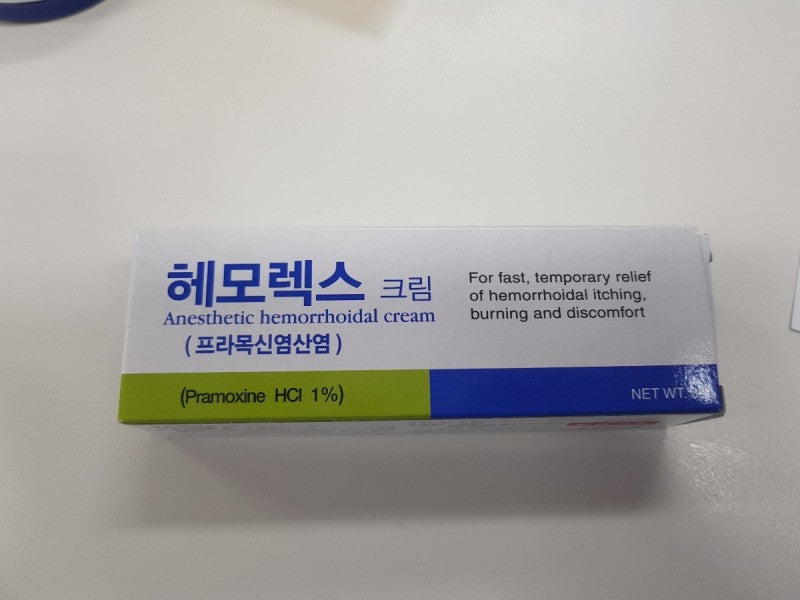 헤모렉스 크림
Anesthetic hemorrhoidal cream
(프라목신염산염)
For fast, temporary relief
of hemorrhoidal itching,
burning and discomfort
(Pramoxine HCl 1%)
NET WT.